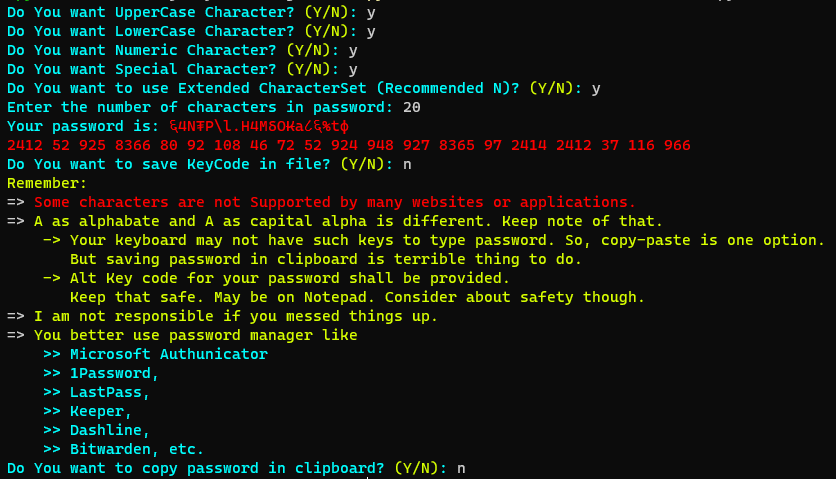 Do You want UpperCase Character? (Y/N): y
Do You want LowerCase Character? (Y/N): y
Do You want Numeric Character? (Y/N): y
Do You want Special Character? (Y/N): y
Do You want to use Extended CharacterSet (Recommended N)? (Y/N): y
Enter the number of characters in password: 20
Your password is: ६4Ν₮P\l.H4ΜδΟ₭a८६%tφ
2412 52 925 8366 80 92 108 46 72 52 924 948 927 8365 97 2414 2412 37 116 966
Do You want to save KeyCode in file? (Y/N): n
Remember:
=> Some characters are not Supported by many websites or applications.
=> A as alphabate and A as capital alpha is different. Keep note of that.
-> Your keyboard may not have such keys to type password. So, copy-paste is one option.
But saving password in clipboard is terrible thing to do.
-> Alt Key code for your password shall be provided.
Keep that safe. May be on Notepad. Consider about safety though.
=> I am not responsible if you messed things up.
=> You better use password manager like
>> Microsoft Authunicator
>> 1Password,
>> LastPass,
>> Keeper,
>> Dashline,
>> Bitwarden, etc.
Do You want to copy password in clipboard? (Y/N): n